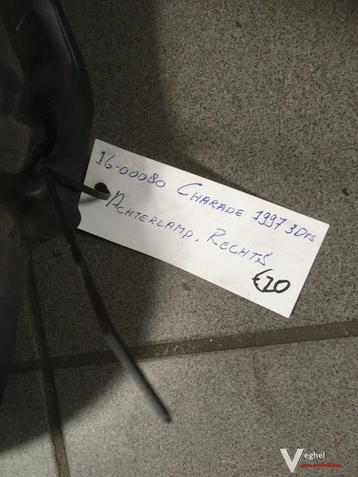 16-00080 CHARADE 1997 3DRS
ACHTERLAMP, RECHTS
€20
Veghel